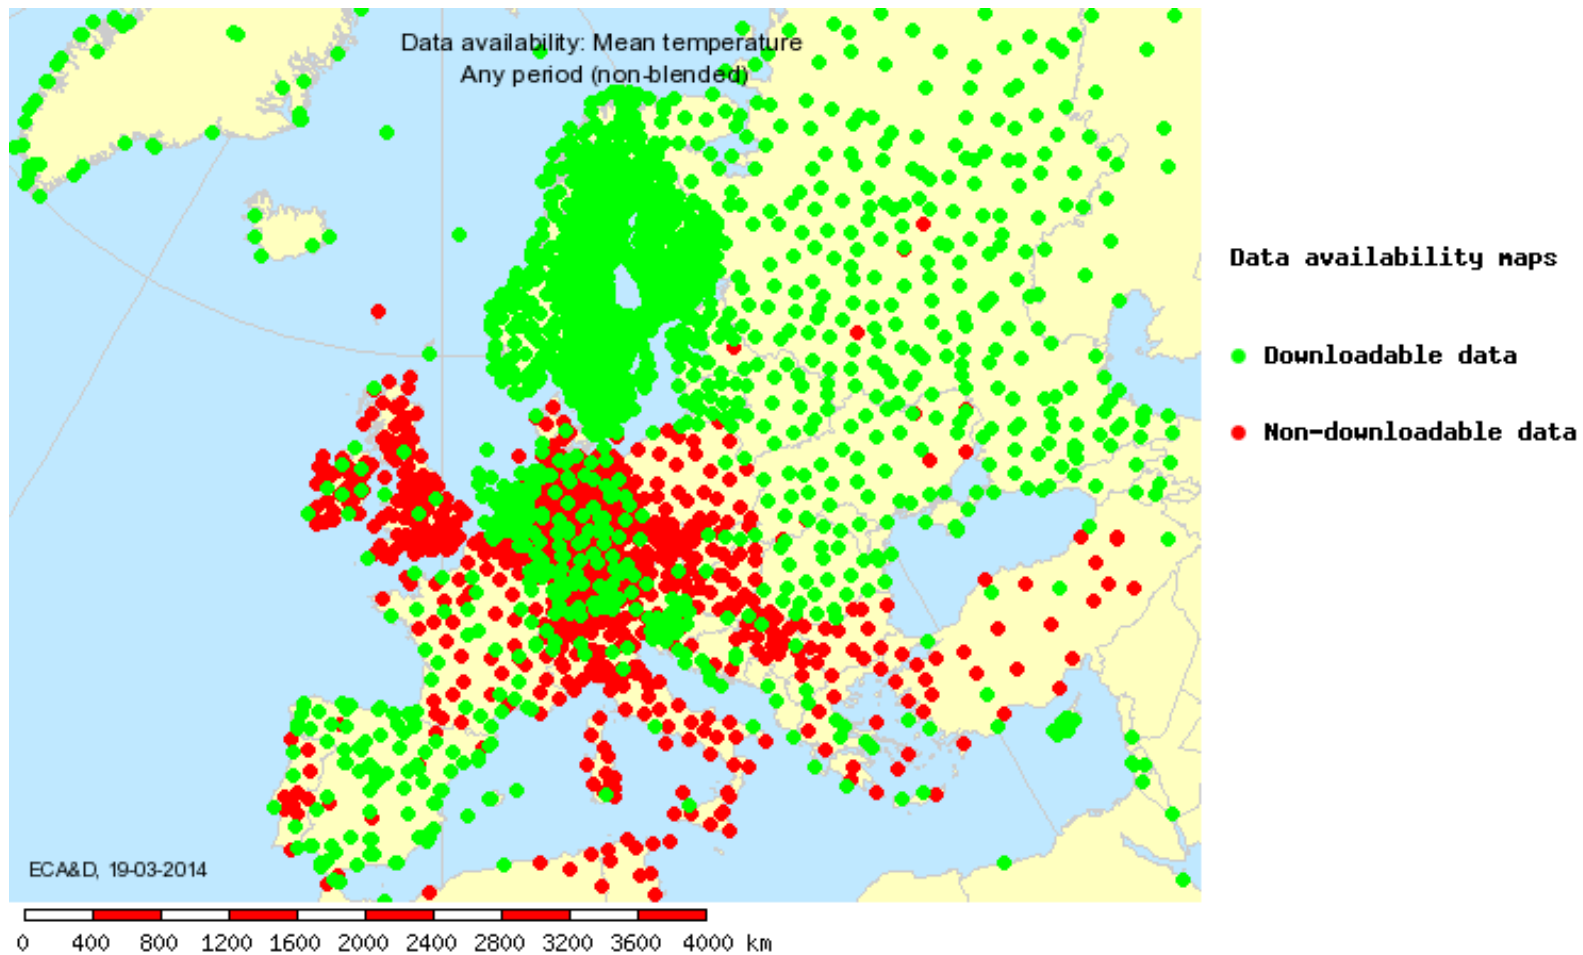 Data availability: Mean temperature
Any period (non-blended)
Data availability maps
Downloadable data
Non-downloadable data
ECA&D, 19-03-2014
0 400 800 1200 1600 2000 2400 2800 3200 3600 4000 km